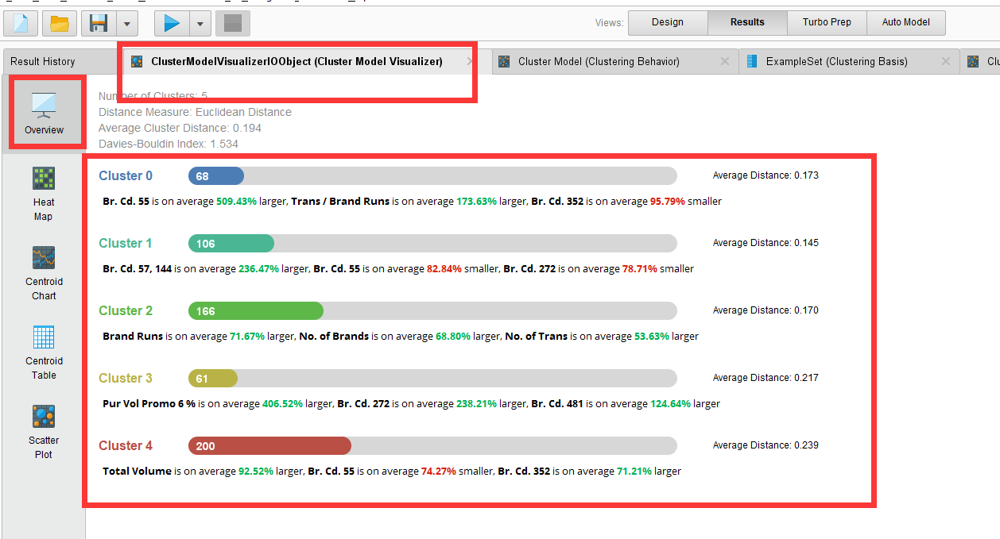 Views: Design Results Turbo Prep Auto Model
Result History ClusterModelVisualizerIOObject (Cluster Model Visualizer) Cluster Model (Clustering Behavior) ExampleSet (Clustering Basis)
Number of Clusters: 5
Distance Measure: Euclidean Distance
Average Cluster Distance: 0.194
Davies-Bouldin Index: 1.534
Overview
Heat
Map
Centroid
Chart
Centroid
Table
Scatter
Plot
Cluster 0 68 Average Distance: 0.173
Br. Cd. 55 is on average 509.43% larger, Trans / Brand Runs is on average 173.63% larger, Br. Cd. 352 is on average 95.79% smaller
Cluster 1 106 Average Distance: 0.145
Br. Cd. 57, 144 is on average 236.47% larger, Br. Cd. 55 is on average 82.84% smaller, Br. Cd. 272 is on average 78.71% smaller
Cluster 2 166 Average Distance: 0.170
Brand Runs is on average 71.67% larger, No. of Brands is on average 68.80% larger, No. of Trans is on average 53.63% larger
Cluster 3 61 Average Distance: 0.217
Pur Vol Promo 6 % is on average 406.52% larger, Br. Cd. 272 is on average 238.21% larger, Br. Cd. 481 is on average 124.64% larger
Cluster 4 200 Average Distance: 0.239
Total Volume is on average 92.52% larger, Br. Cd. 55 is on average 74.27% smaller, Br. Cd. 352 is on average 71.21% larger